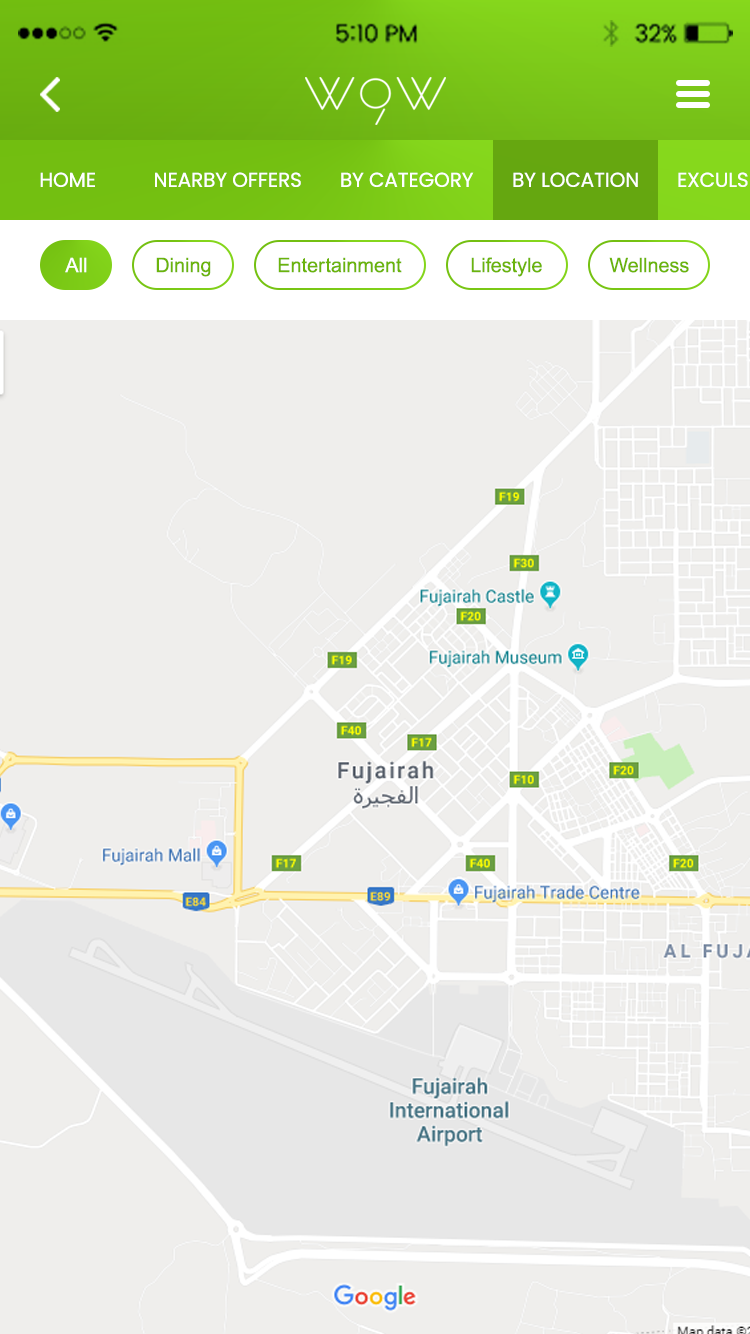 5:10 PM 32%
WOW
HOME NEARBY OFFERS BY CATEGORY BY LOCATION EXCULS
All Dining Entertainment Lifestyle Wellness
F19
F30
Fujairah Castle
F20
Fujairah Museum
F19
F40
F17
Fujairah
الفجيرة
F10
F20
Fujairah Mall
F17
F40
F20
E84
E89
Fujairah Trade Centre
AL FUJA
Fujairah
International
Airport
Google
Map data ©2